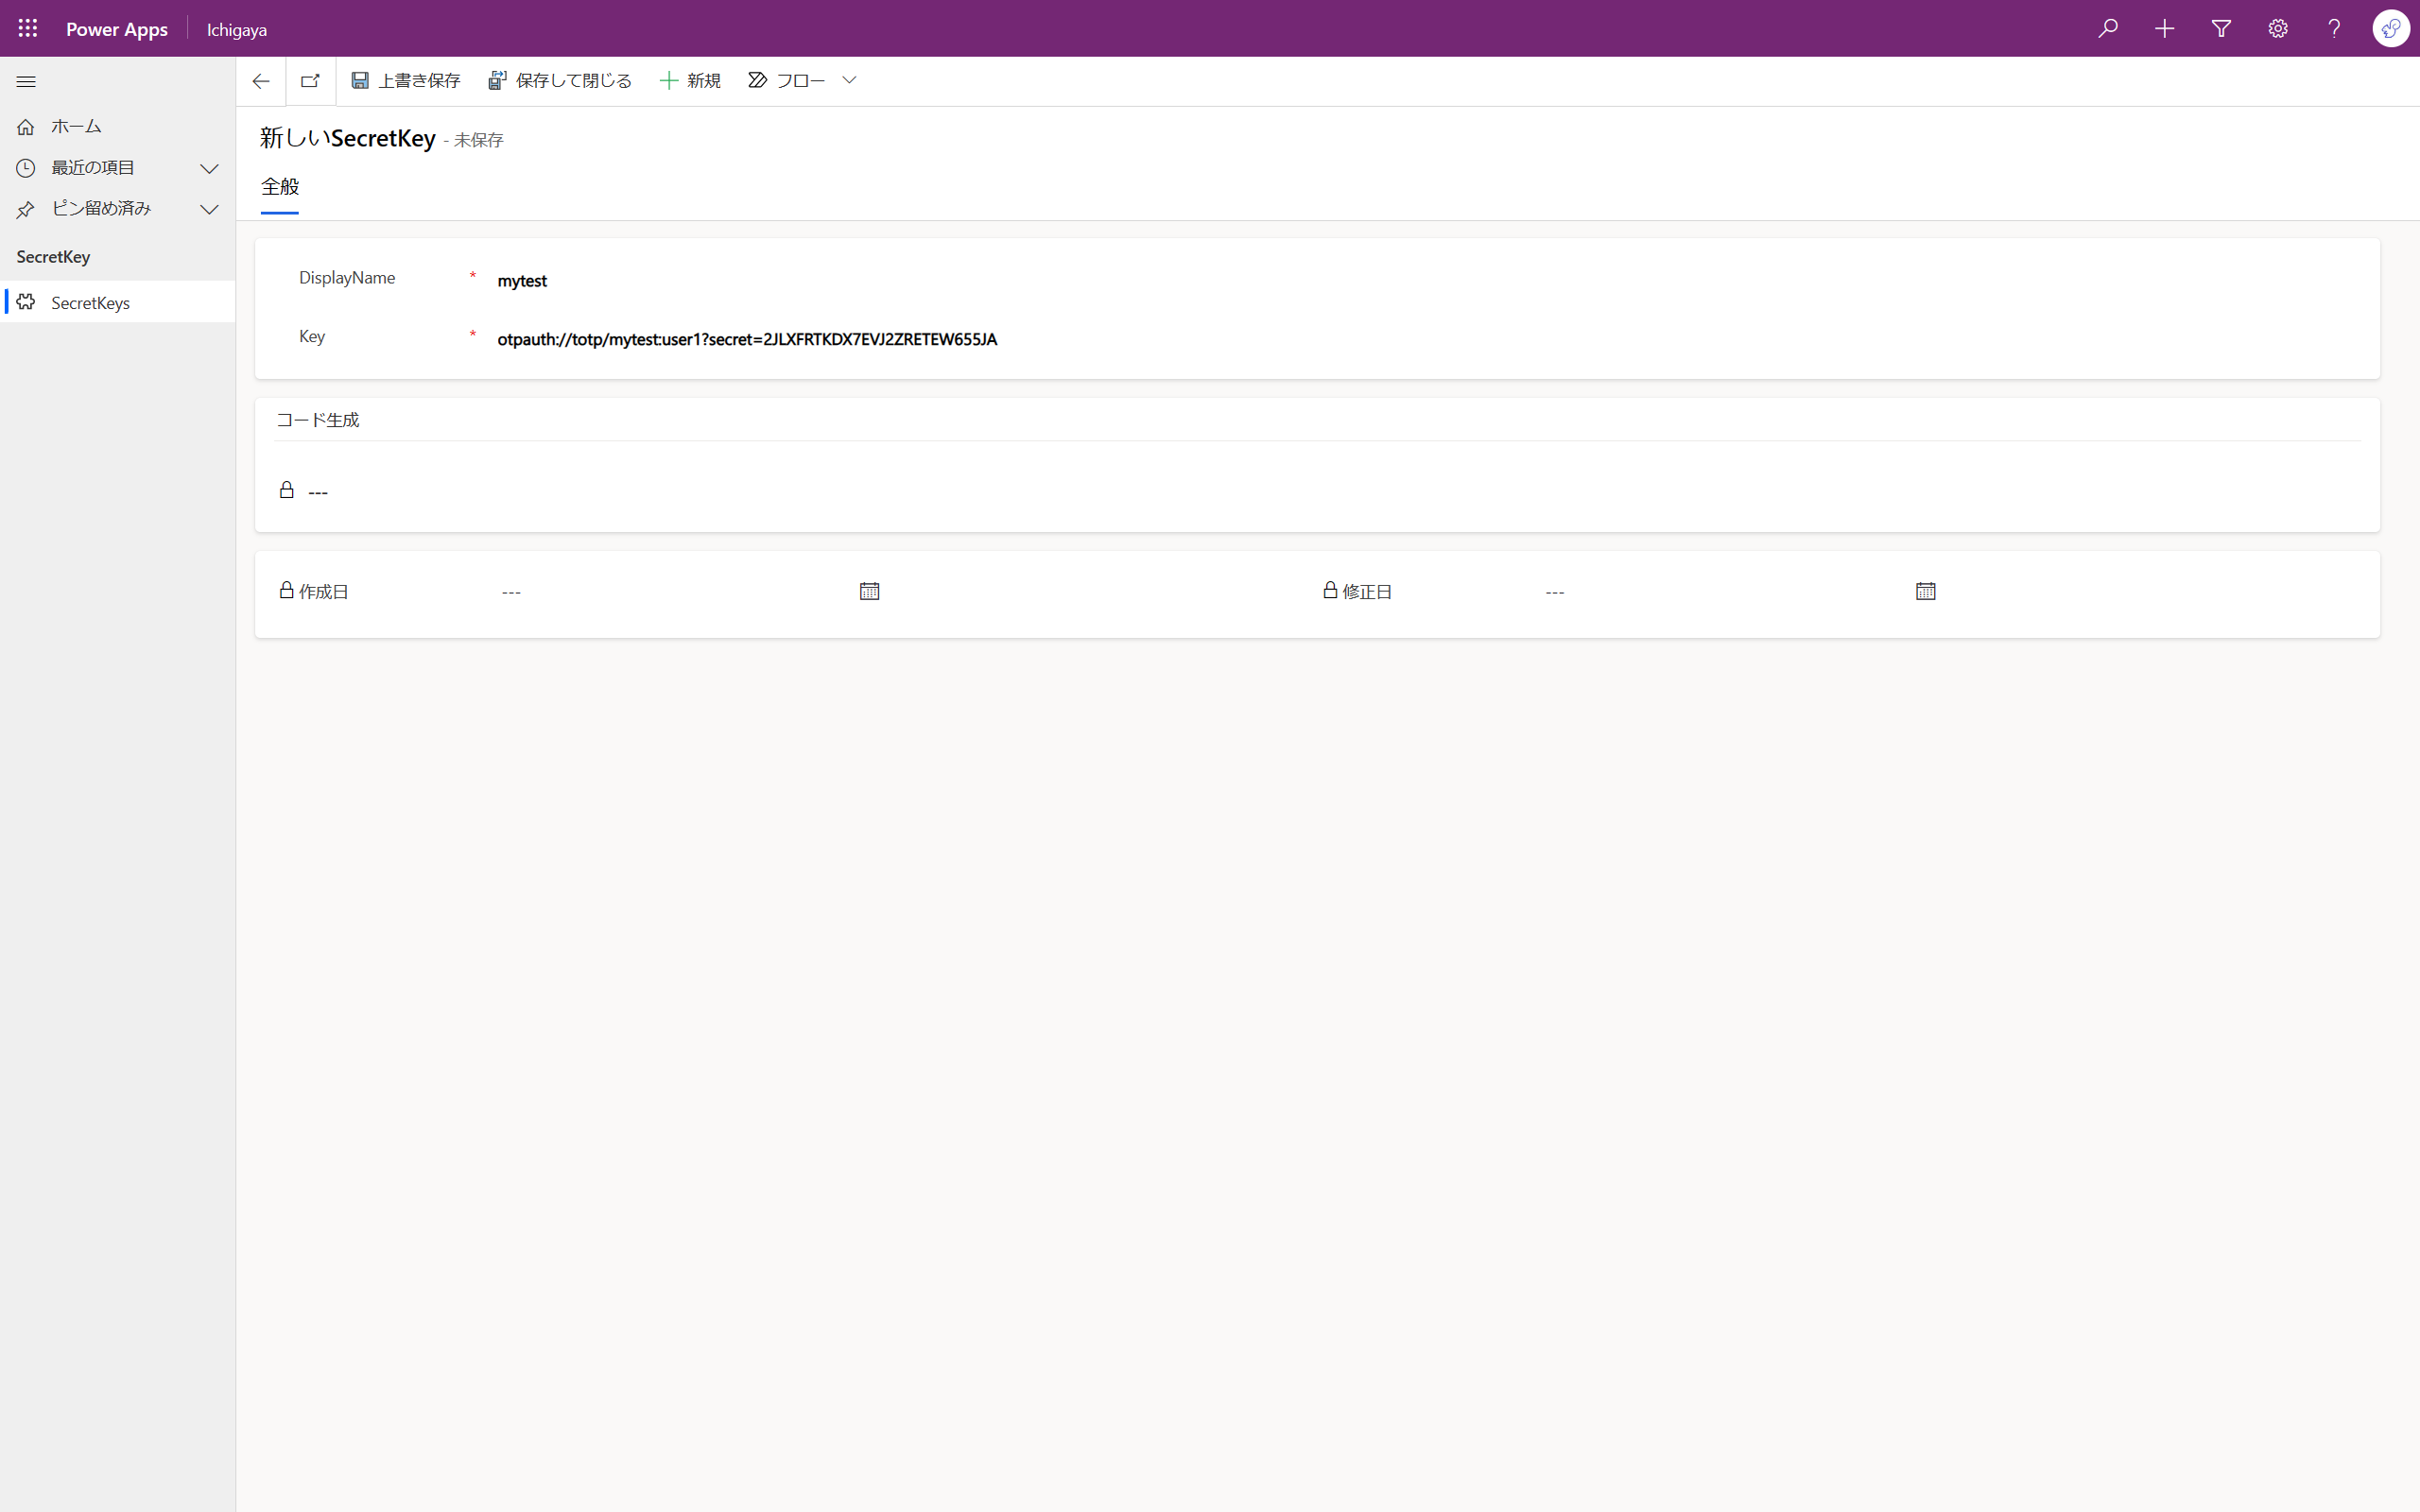 Power Apps
Ichigaya
上書き保存
保存して閉じる
新規
フロー
ホーム
最近の項目
ピン留め済み
SecretKey
SecretKeys
新しいSecretKey - 未保存
全般
DisplayName * mytest
Key * otpauth://totp/mytest:user1?secret=2JLXFRTKDX7EVJ2ZRETEW655JA
コード生成
---
作成日 ---
修正日 ---